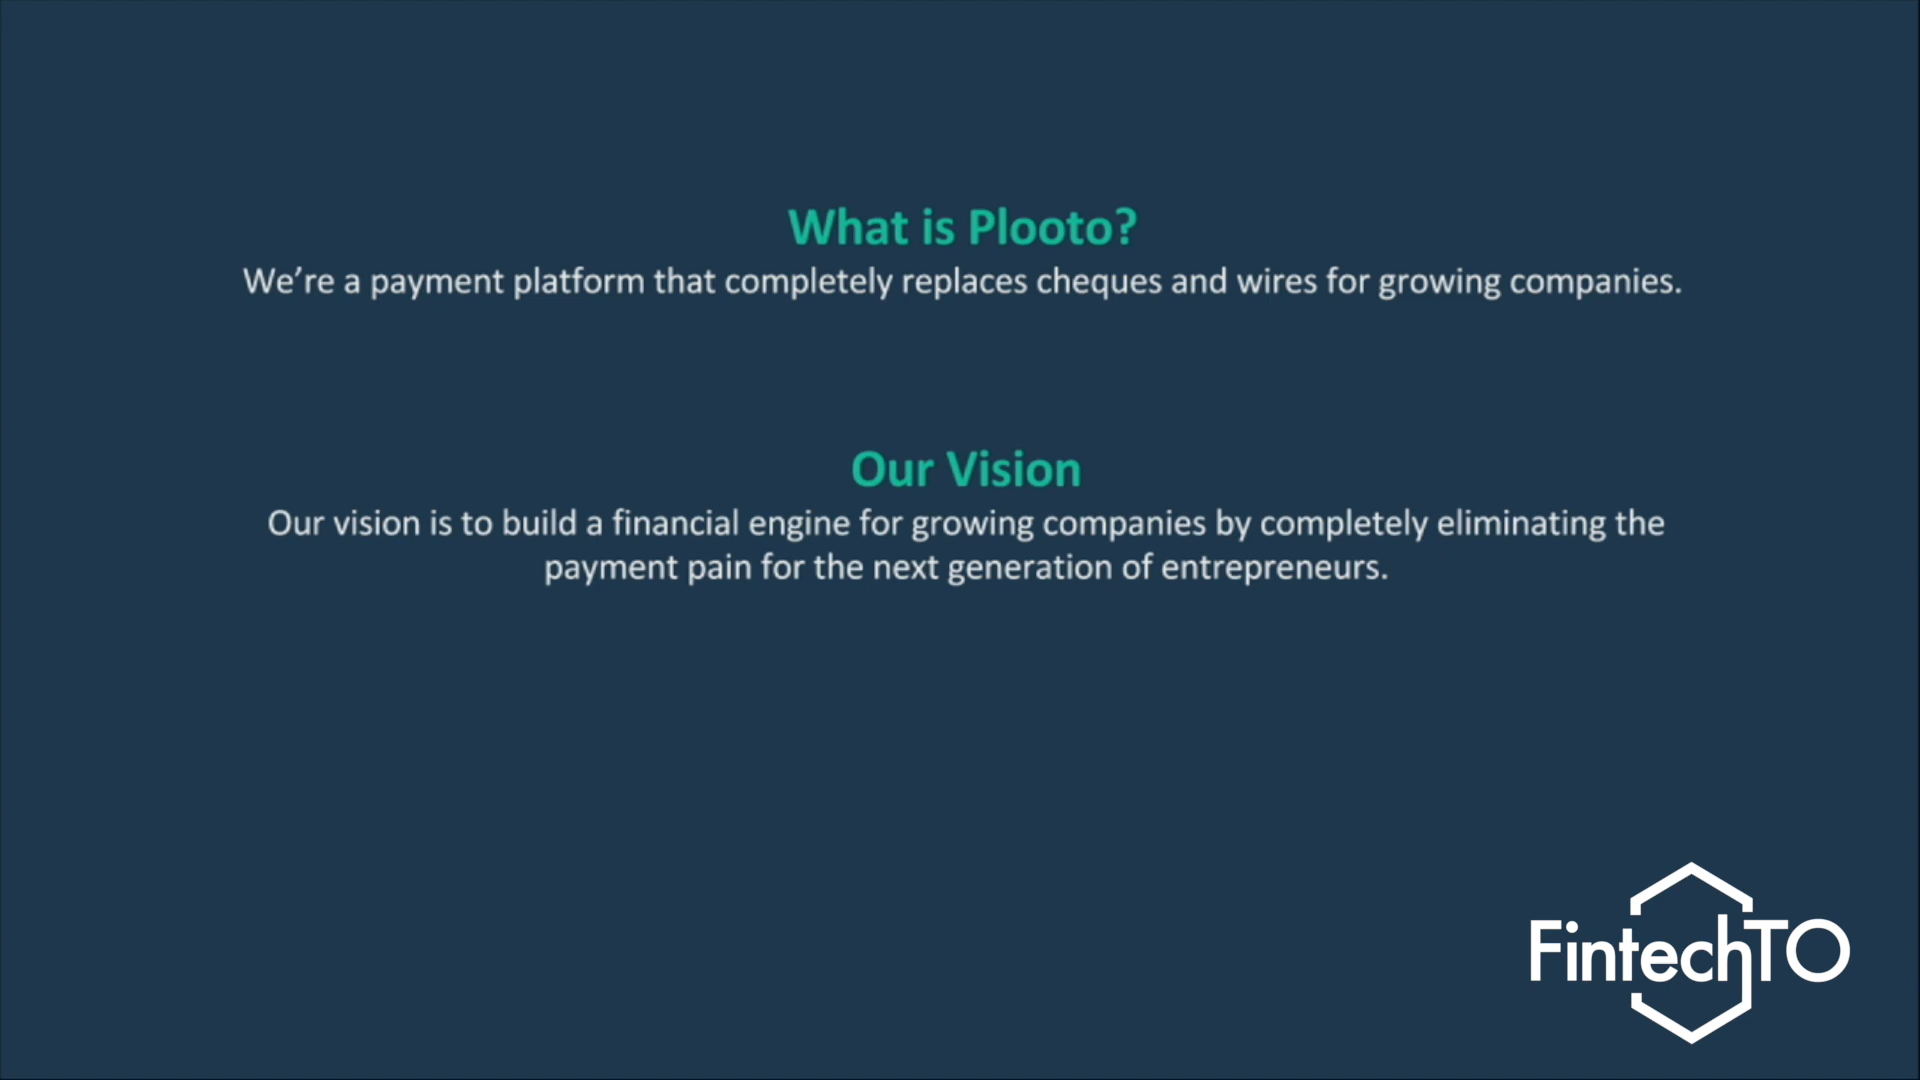 What is Plooto?
We’re a payment platform that completely replaces cheques and wires for growing companies.
Our Vision
Our vision is to build a financial engine for growing companies by completely eliminating the
payment pain for the next generation of entrepreneurs.
FintechTO